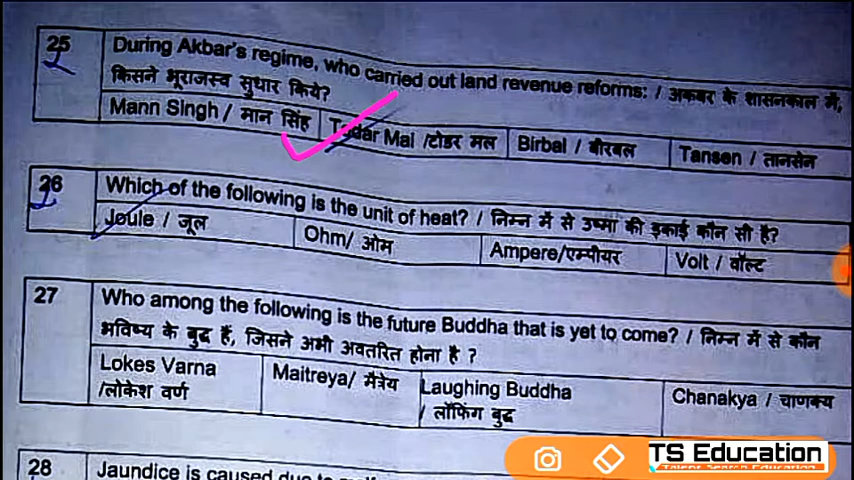 25 During Akbar's regime, who carried out land revenue reforms: / अकबर के शासनकाल में,
किसने भूराजस्व सुधार किये?
Mann Singh / मान सिंह Todar Mal /टोडर मल Birbal / बीरबल Tansen / तानसेन
26 Which of the following is the unit of heat? / निम्न में से उष्मा की इकाई कौन सी है?
Joule / जूल Ohm/ ओम Ampere/एम्पीयर Volt / वॉल्ट
27 Who among the following is the future Buddha that is yet to come? / निम्न में से कौन
भविष्य के बुद्ध हैं, जिसने अभी अवतरित होना है ?
Lokes Varna Maitreya/ मैत्रेय Laughing Buddha Chanakya / चाणक्य
/लोकेश वर्ण / लॉफिंग बुद्ध
28 Jaundice is caused due to
TS Education
Talent Search Education